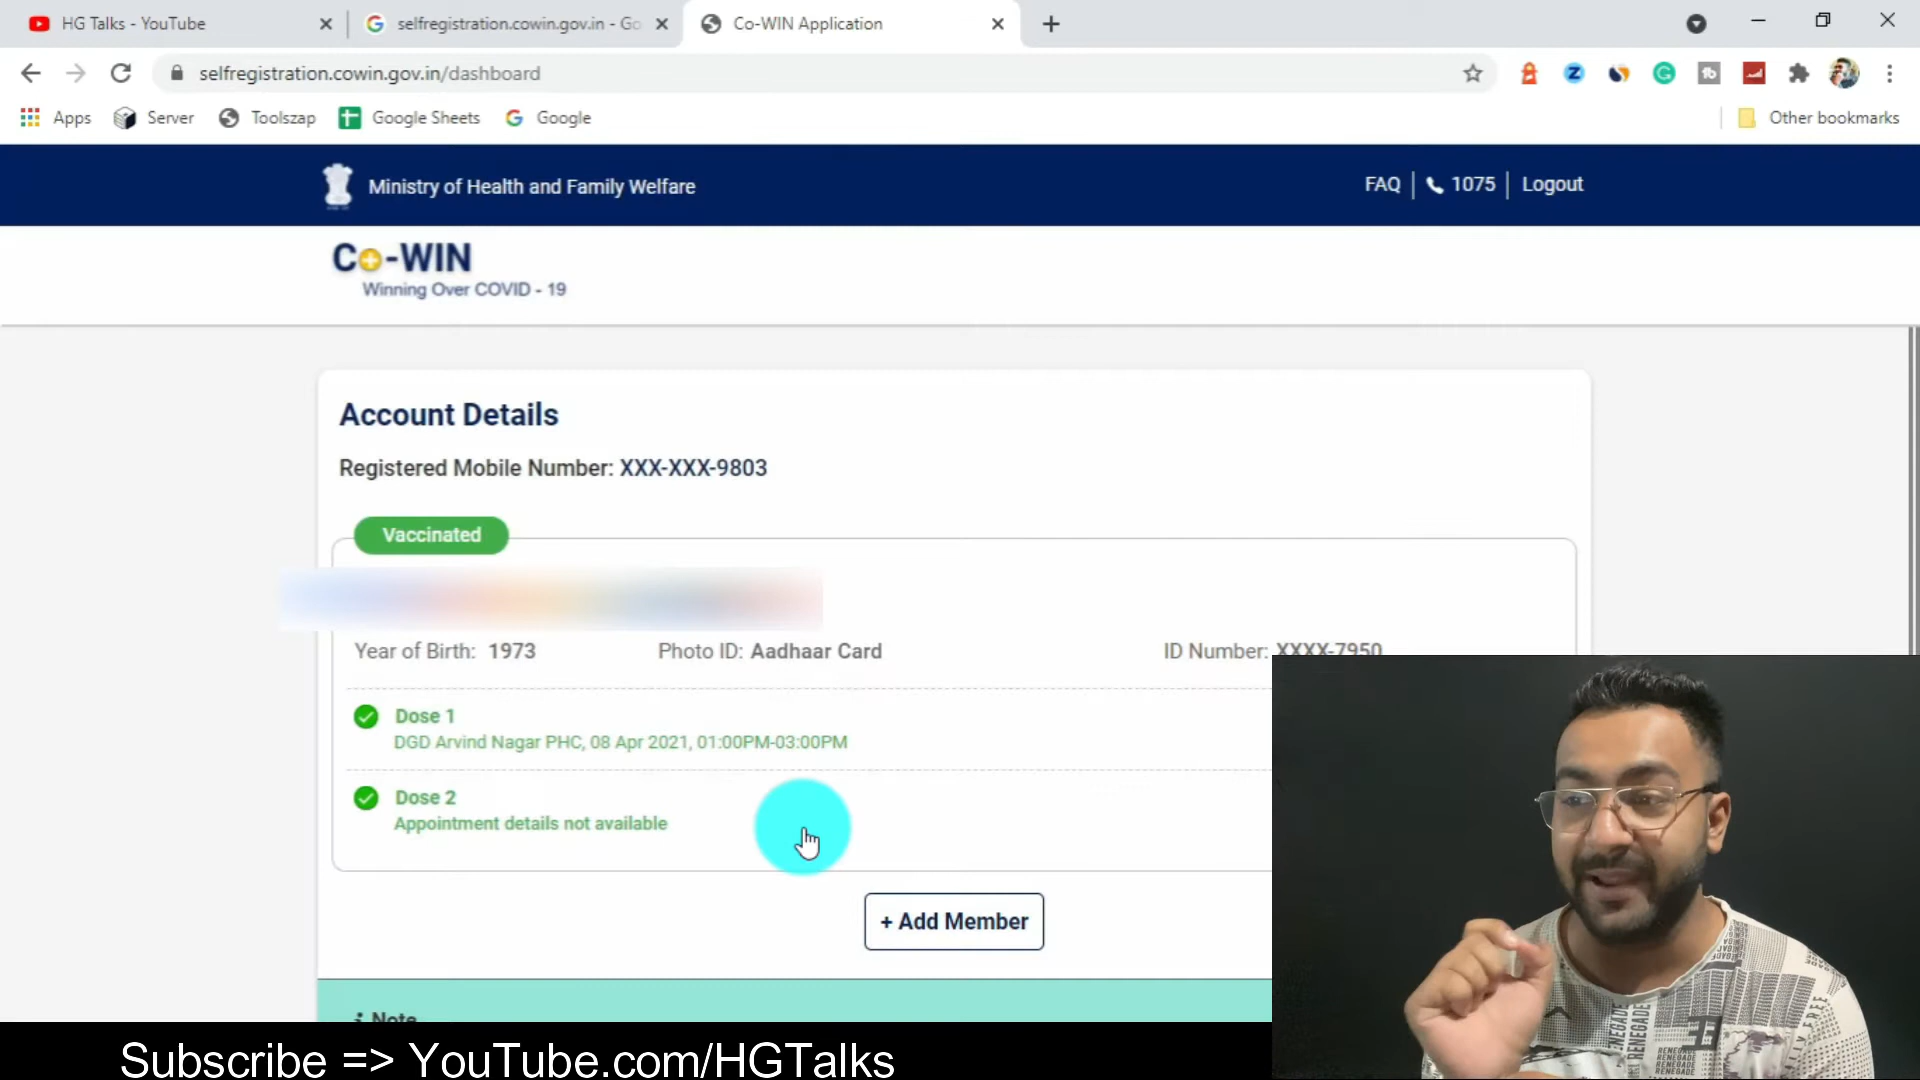 HG Talks - YouTube
selfregistration.cowin.gov.in - Go
Co-WIN Application
selfregistration.cowin.gov.in/dashboard
Apps
Server
Toolszap
Google Sheets
Google
Other bookmarks
Ministry of Health and Family Welfare
FAQ
1075
Logout
Co-WIN
Winning Over COVID - 19
Account Details
Registered Mobile Number: XXX-XXX-9803
Vaccinated
Year of Birth: 1973
Photo ID: Aadhaar Card
ID Number: XXXX-7950
Dose 1
DGD Arvind Nagar PHC, 08 Apr 2021, 01:00PM-03:00PM
Dose 2
Appointment details not available
+ Add Member
Note
Subscribe => YouTube.com/HGTalks